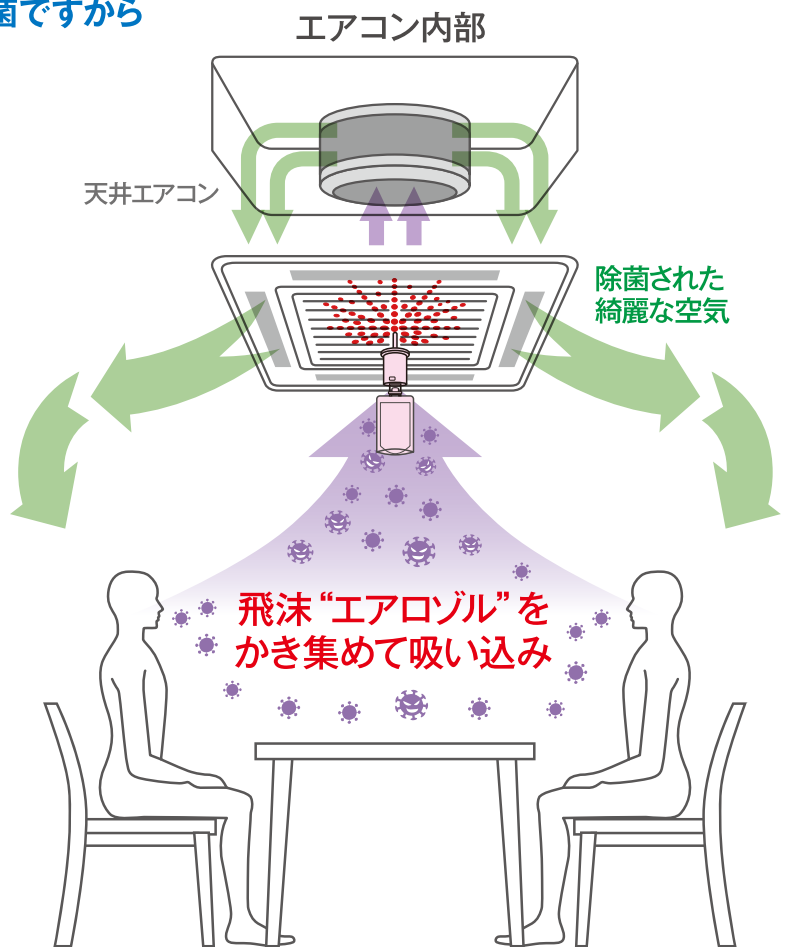 菌ですから
エアコン内部
天井エアコン
除菌された
綺麗な空気
飛沫“エアロゾル”を
かき集めて吸い込み